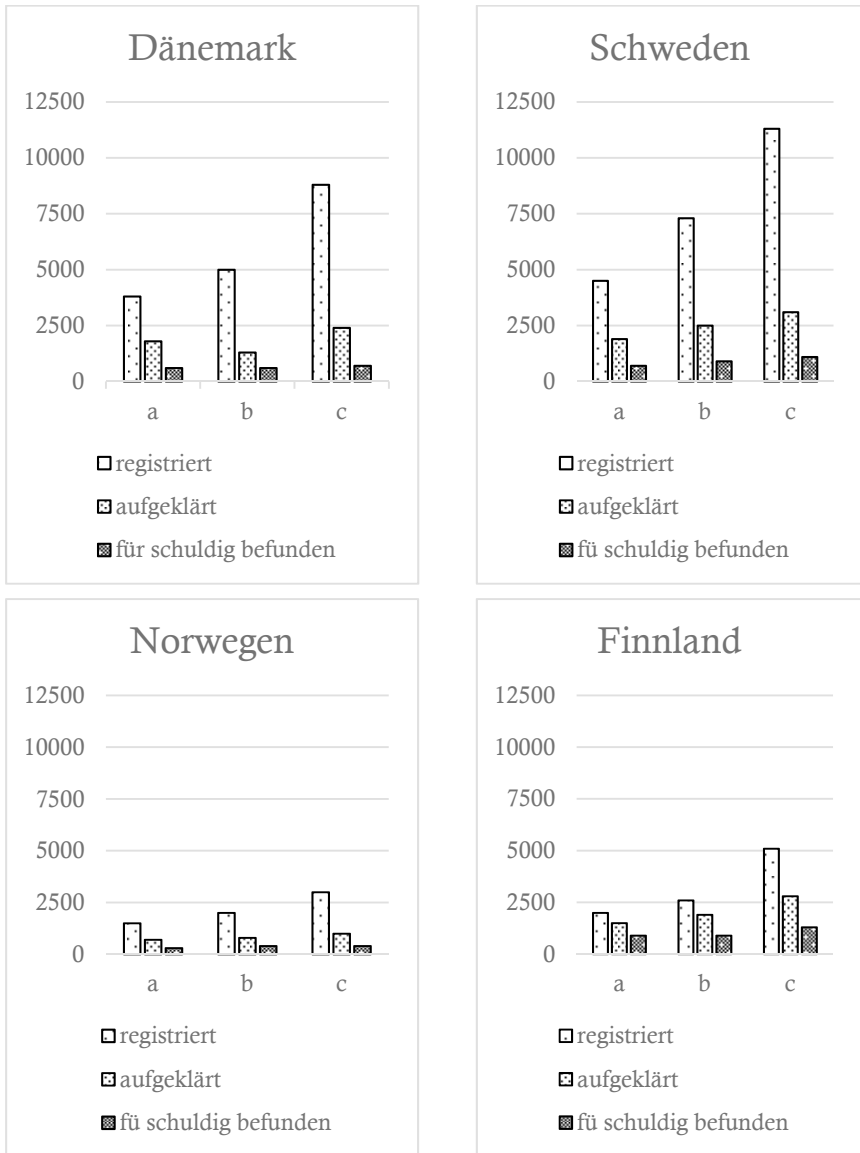 Dänemark
12500
10000
7500
5000
2500
0
a b c
registriert
aufgeklärt
für schuldig befunden
Schweden
12500
10000
7500
5000
2500
0
a b c
registriert
aufgeklärt
fü schuldig befunden
Norwegen
12500
10000
7500
5000
2500
0
a b c
registriert
aufgeklärt
fü schuldig befunden
Finnland
12500
10000
7500
5000
2500
0
a b c
registriert
aufgeklärt
fü schuldig befunden